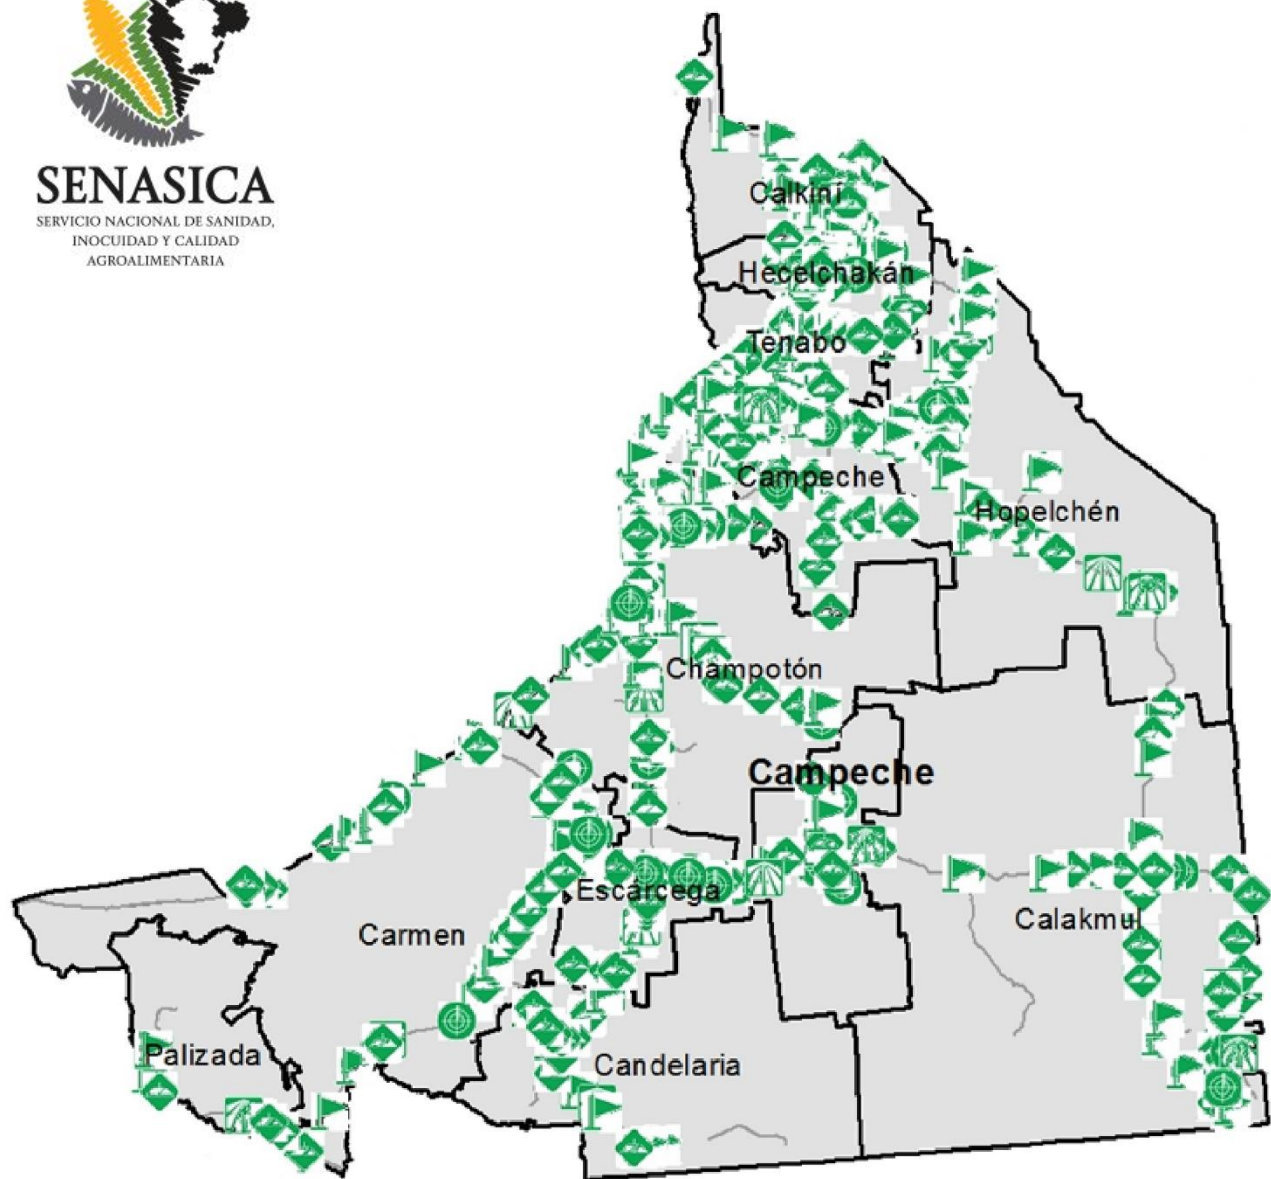 SENASICA
SERVICIO NACIONAL DE SANIDAD,
INOCUIDAD Y CALIDAD
AGROALIMENTARIA
Calkiní
Hecelchakán
Tenabo
Campeche
Hopelchén
Champotón
Campeche
Escárcega
Calakmul
Carmen
Palizada
Candelaria